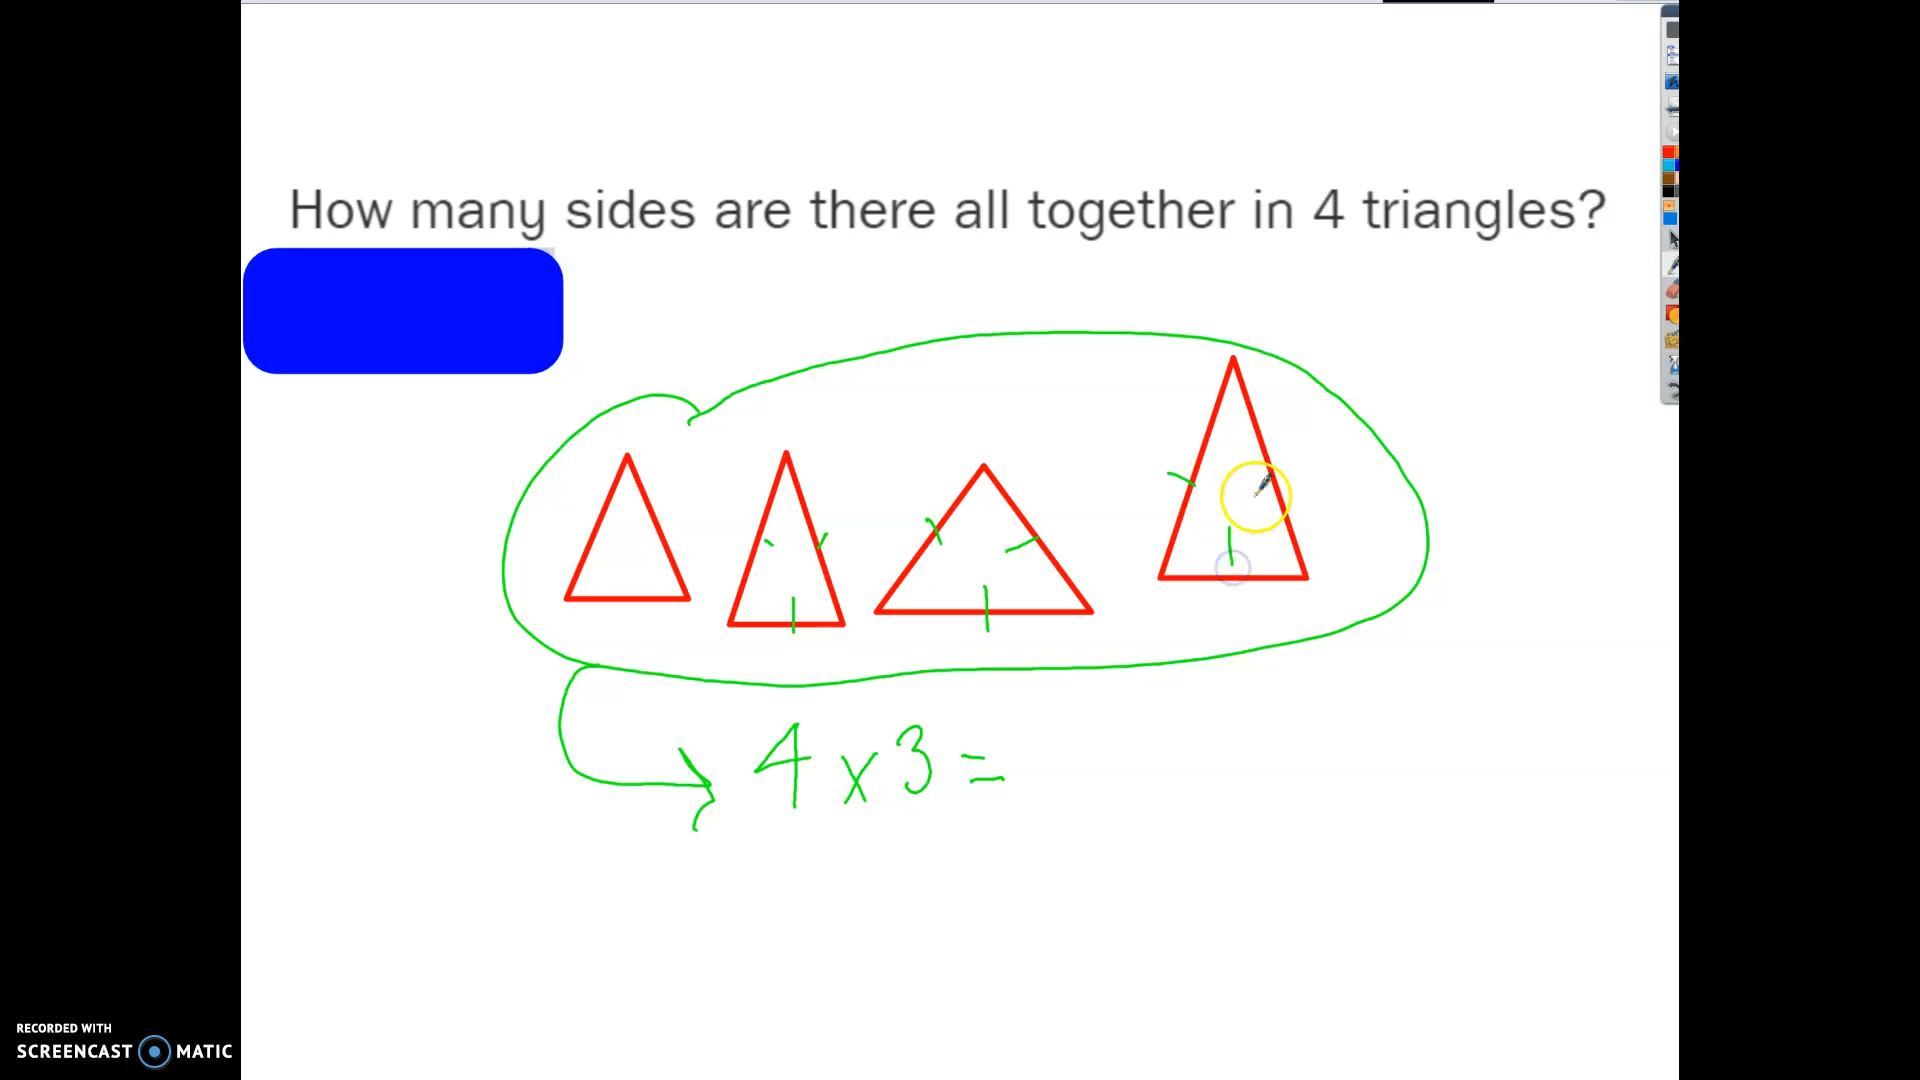 How many sides are there all together in 4 triangles?
4 x 3 =
RECORDED WITH
SCREENCAST MATIC